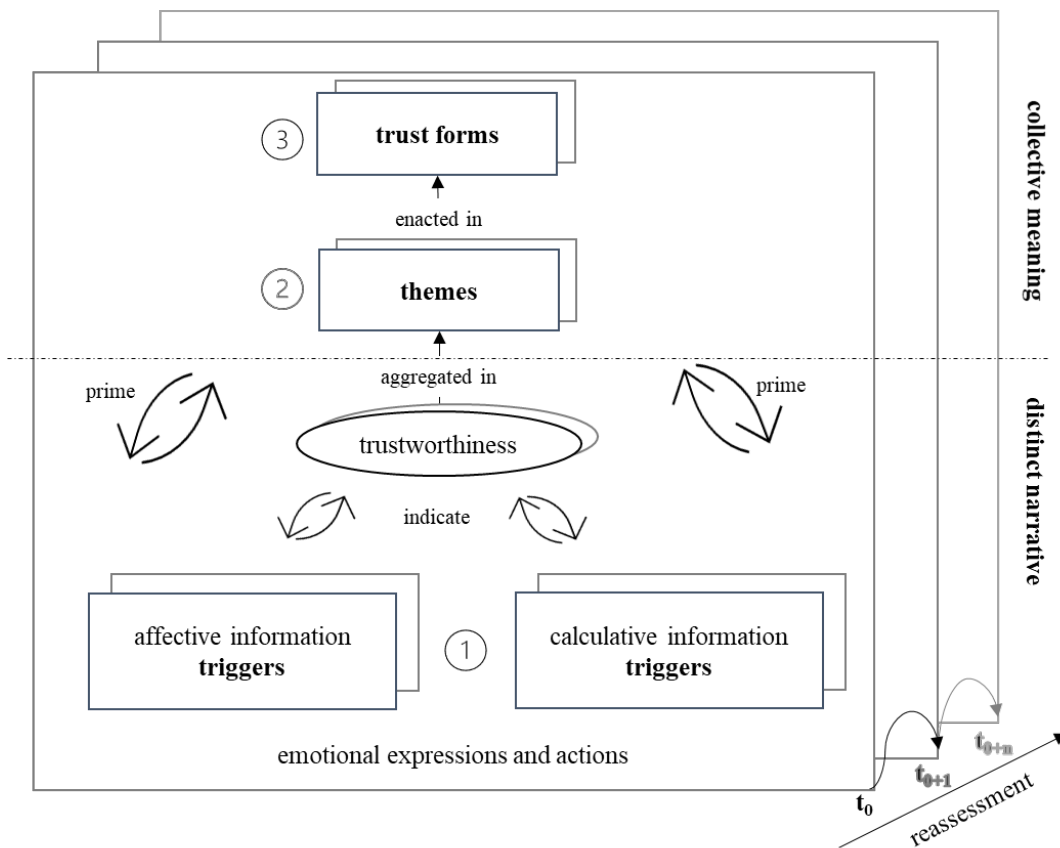 3
trust forms
enacted in
2
themes
collective meaning
prime
aggregated in
prime
trustworthiness
indicate
distinct narrative
affective information
triggers
1
calculative information
triggers
emotional expressions and actions
t0
t0+1
t0+n
reassessment